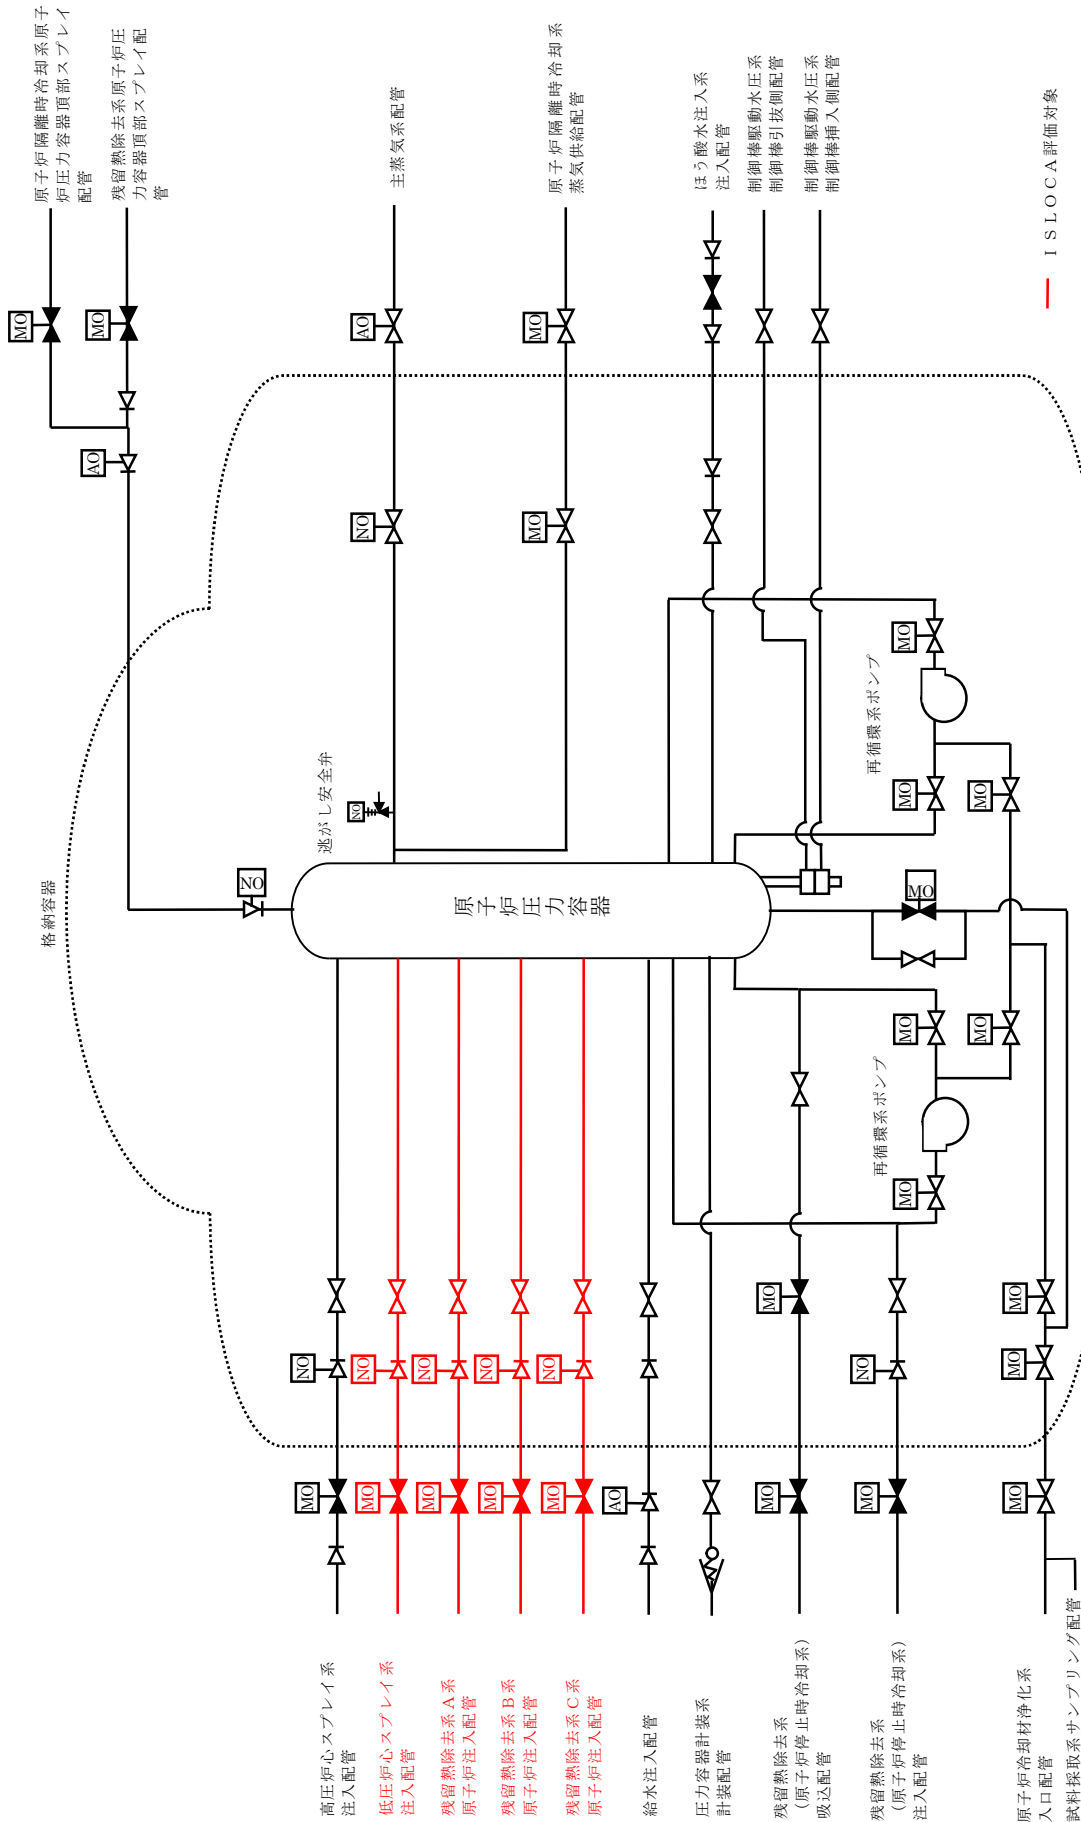 原子炉隔離時冷却系原子
炉圧力容器頂部スプレイ
配管
MO
残留熱除去系原子炉圧
力容器頂部スプレイ配
管
MO
AO
格納容器
NO
主蒸気系配管
AO
NO
逃がし安全弁
NO
原子炉隔離時冷却系
蒸気供給配管
MO
MO
ほう酸水注入系
注入配管
制御棒駆動水圧系
制御棒引抜側配管
制御棒駆動水圧系
制御棒挿入側配管
ISLOCA評価対象
原子炉圧力容器
再循環系ポンプ
MO
MO
MO
MO
再循環系ポンプ
MO
MO
MO
高圧炉心スプレイ系
注入配管
NO
MO
低圧炉心スプレイ系
注入配管
NO
MO
残留熱除去系A系
原子炉注入配管
NO
MO
残留熱除去系B系
原子炉注入配管
NO
MO
残留熱除去系C系
原子炉注入配管
NO
MO
給水注入配管
AO
圧力容器計装系
計装配管
残留熱除去系
(原子炉停止時冷却系)
吸込配管
MO
MO
残留熱除去系
(原子炉停止時冷却系)
注入配管
NO
MO
原子炉冷却材浄化系
入口配管
MO
MO
MO
試料採取系サンプリング配管